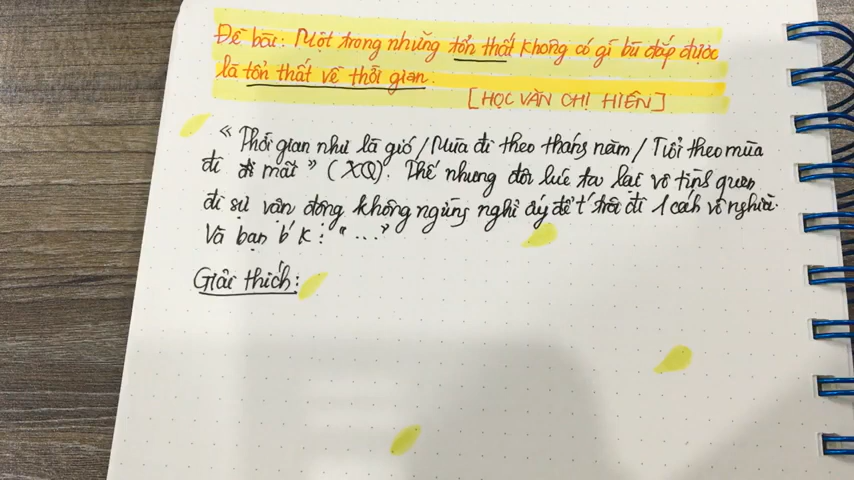 Đề bài: Một trong những tổn thất không có gì bù đắp được
là tổn thất về thời gian.
[HỌC VĂN CHỊ HIÊN]
" Thời gian như là gió / Mùa đi theo tháng năm / Tuổi theo mùa
đi mất " (XQ). Thế nhưng đôi lúc ta lại vô tình quên
đi sự vận động không ngừng nghỉ ấy để t trôi đi 1 cách vô nghĩa.
Và bạn b k : "..."
Giải thích: